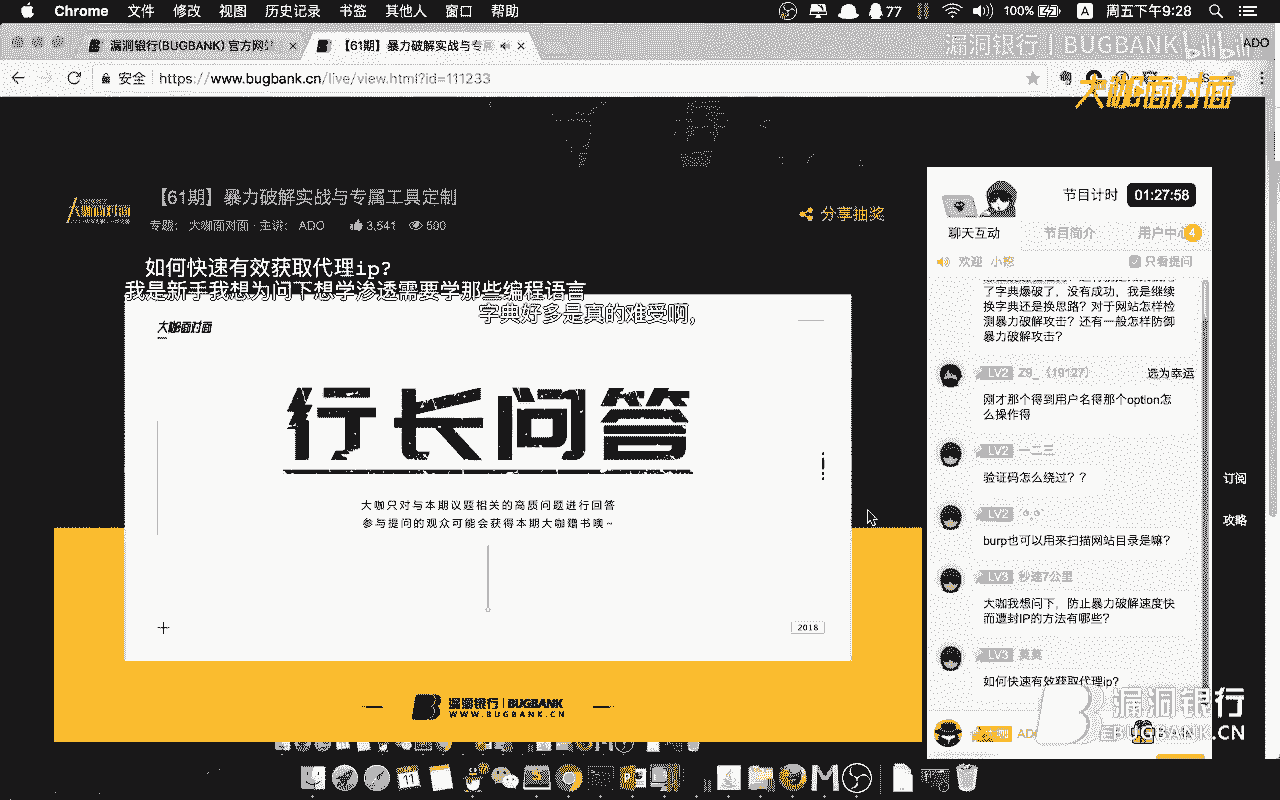 Chrome 文件 修改 视图 历史记录 书签 其他人 窗口 帮助
77 100% A 周五下午9:28
漏洞银行(BUGBANK) 官方网站
【61期】暴力破解实战与专属
漏洞银行 | BUGBANK bilibili
ADO
安全 https://www.bugbank.cn/live/view.html?id=111233
大咖面对面
大咖面对面
【61期】暴力破解实战与专属工具定制
专题： 大咖面对面 · 主讲： ADO 3,541 500
分享抽奖
如何快速有效获取代理ip?
我是新手我想为问下想学渗透需要学那些编程语言
字典好多是真的难受啊,
大咖面对面
行长问答
大咖只对与本期议题相关的高质问题进行回答
参与提问的观众可能会获得本期大咖赠书噢~
2018
漏洞银行 | BUGBANK
WWW.BUGBANK.CN
节目计时 01:27:58
聊天互动 节目简介 用户中心 4
欢迎 小 只看提问
了字典爆破了，没有成功，我是继续
换字典还是换思路？对于网站怎样检
测暴力破解攻击？还有一般怎样防御
暴力破解攻击？
LV2 Z9_（19127） 选为幸运
刚才那个得到用户名得那个option怎
么操作得
LV2 一二三
验证码怎么绕过？？
LV2
burp也可以用来扫描网站目录是嘛？
LV3 秒速7公里
大咖我想问下，防止暴力破解速度快
而遭封IP的方法有哪些？
LV3 莫莫
如何快速有效获取代理ip？
ADO
订阅
攻略
漏洞银行
BUGBANK.CN